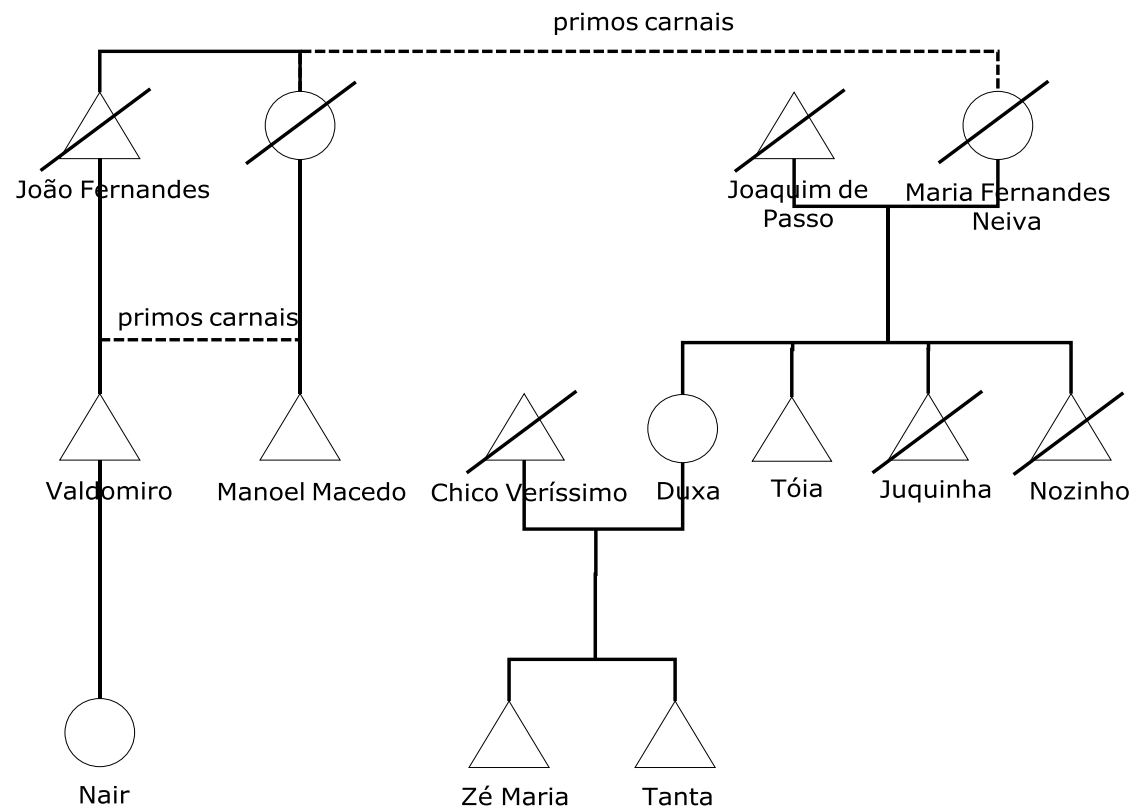 primos carnais
João Fernandes
Joaquim de
Passo
Maria Fernandes
Neiva
primos carnais
Valdomiro
Manoel Macedo
Chico Veríssimo
Duxa
Tóia
Juquinha
Nozinho
Nair
Zé Maria
Tanta